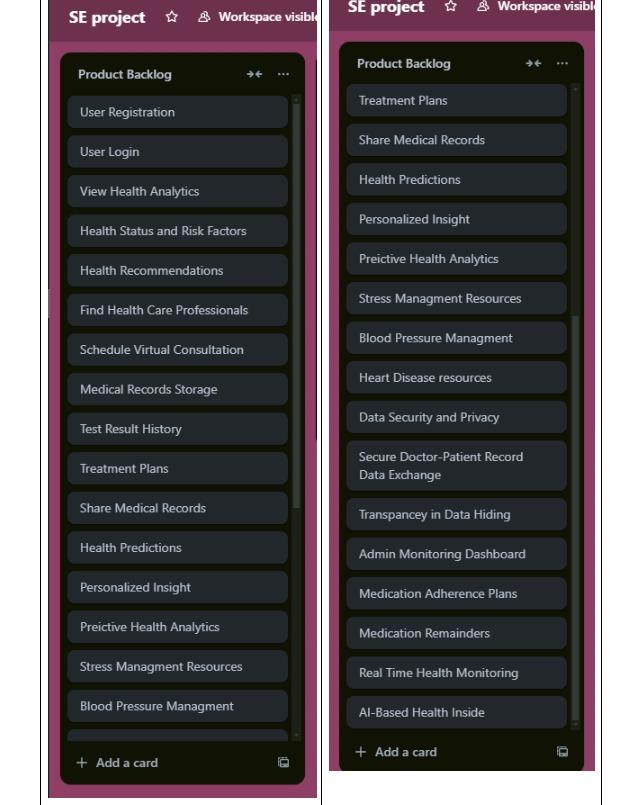 SE project
Workspace visibl
Product Backlog
User Registration
User Login
View Health Analytics
Health Status and Risk Factors
Health Recommendations
Find Health Care Professionals
Schedule Virtual Consultation
Medical Records Storage
Test Result History
Treatment Plans
Share Medical Records
Health Predictions
Personalized Insight
Preictive Health Analytics
Stress Managment Resources
Blood Pressure Managment
+ Add a card
SE project
Workspace visible
Product Backlog
Treatment Plans
Share Medical Records
Health Predictions
Personalized Insight
Preictive Health Analytics
Stress Managment Resources
Blood Pressure Managment
Heart Disease resources
Data Security and Privacy
Secure Doctor-Patient Record
Data Exchange
Transpancey in Data Hiding
Admin Monitoring Dashboard
Medication Adherence Plans
Medication Remainders
Real Time Health Monitoring
AI-Based Health Inside
+ Add a card